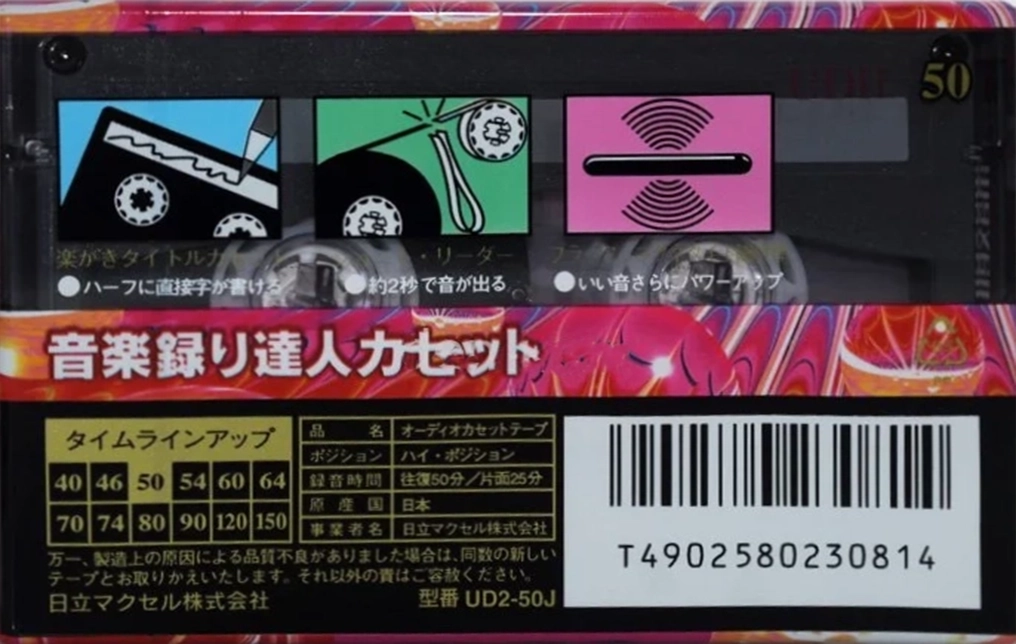 50
楽がきタイトル
・リーダー
●ハーフに直接字が書ける
●約2秒で音が出る
●いい音さらにパワーアップ
音楽録り達人カセット
タイムラインアップ
40 46 50 54 60 64
70 74 80 90 120 150
品名 オーディオカセットテープ
ポジション ハイ・ポジション
録音時間 往復50分/片面25分
原産国 日本
事業者名 日立マクセル株式会社
万一、製造上の原因による品質不良がありました場合は、同数の新しい
テープとお取りかえいたします。それ以外の責はご容赦ください。
日立マクセル株式会社 型番 UD2-50J
T4902580230814